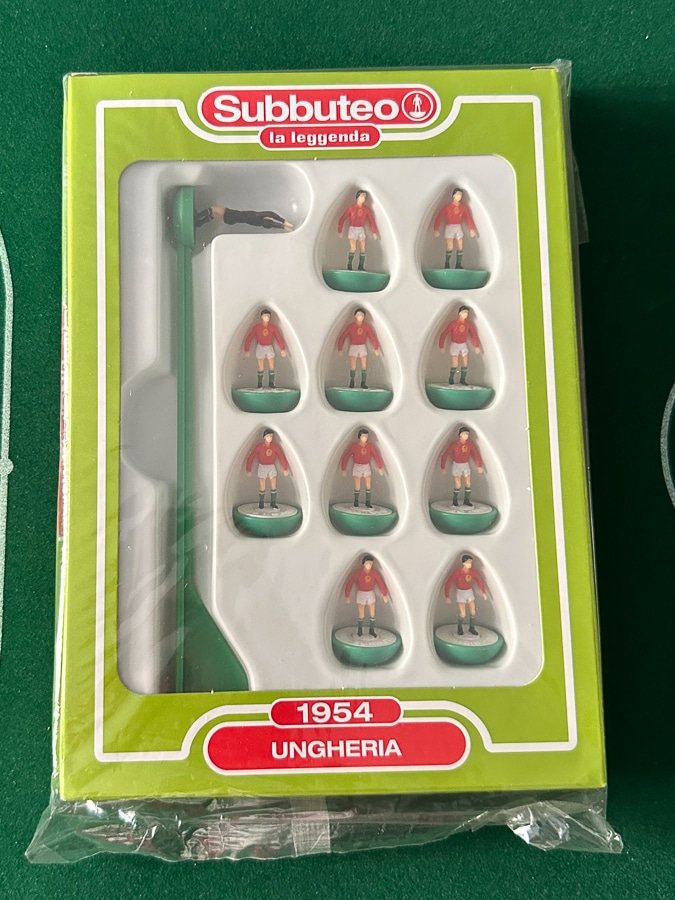 Subbuteo
la leggenda
1954
UNGHERIA